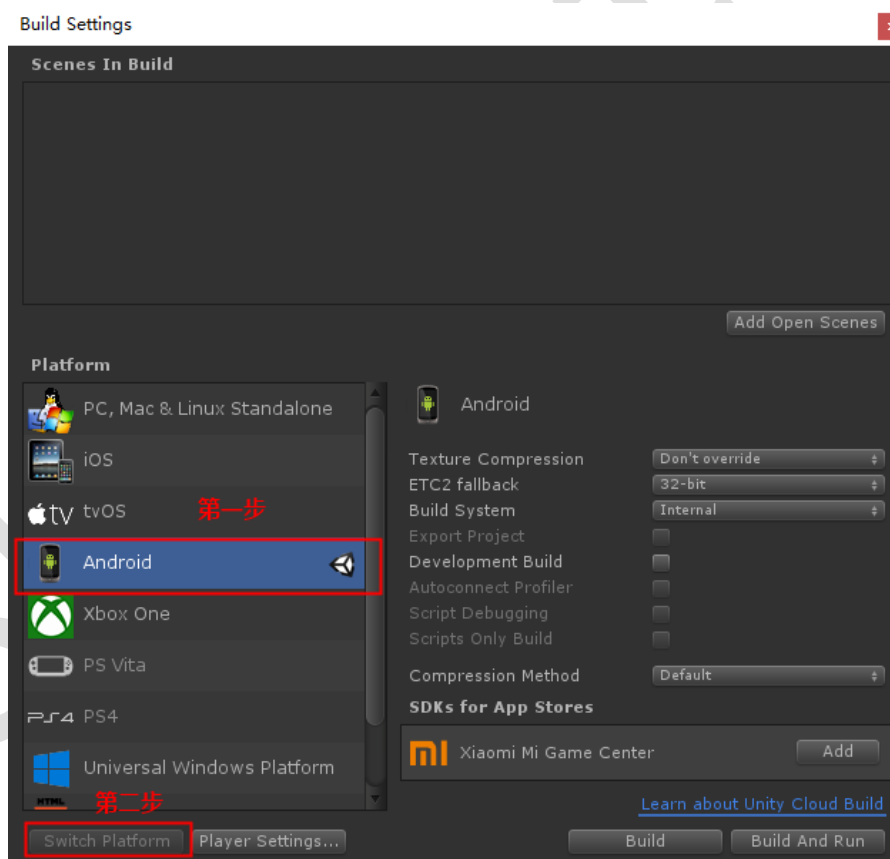 Build Settings
Scenes In Build
Add Open Scenes
Platform
PC, Mac & Linux Standalone
iOS
tv tvOS
第一步
Android
Xbox One
PS Vita
PS4 PS4
Universal Windows Platform
HTML
第二步
Switch Platform
Player Settings...
Android
Texture Compression Don't override
ETC2 fallback 32-bit
Build System Internal
Export Project
Development Build
Autoconnect Profiler
Script Debugging
Scripts Only Build
Compression Method Default
SDKs for App Stores
Xiaomi Mi Game Center Add
Learn about Unity Cloud Build
Build
Build And Run